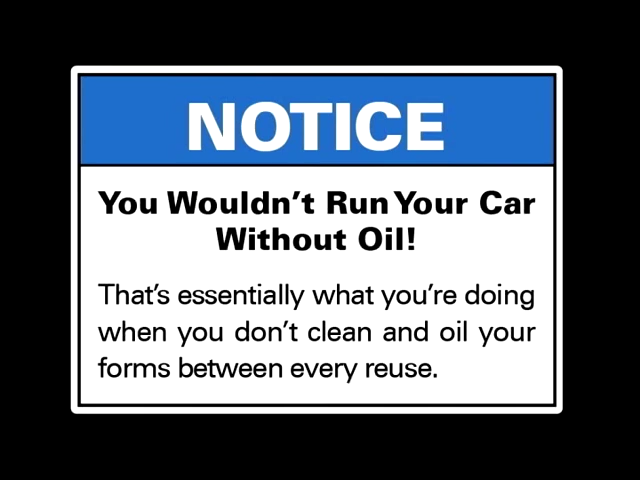 NOTICE
You Wouldn't Run Your Car
Without Oil!
That's essentially what you're doing
when you don't clean and oil your
forms between every reuse.